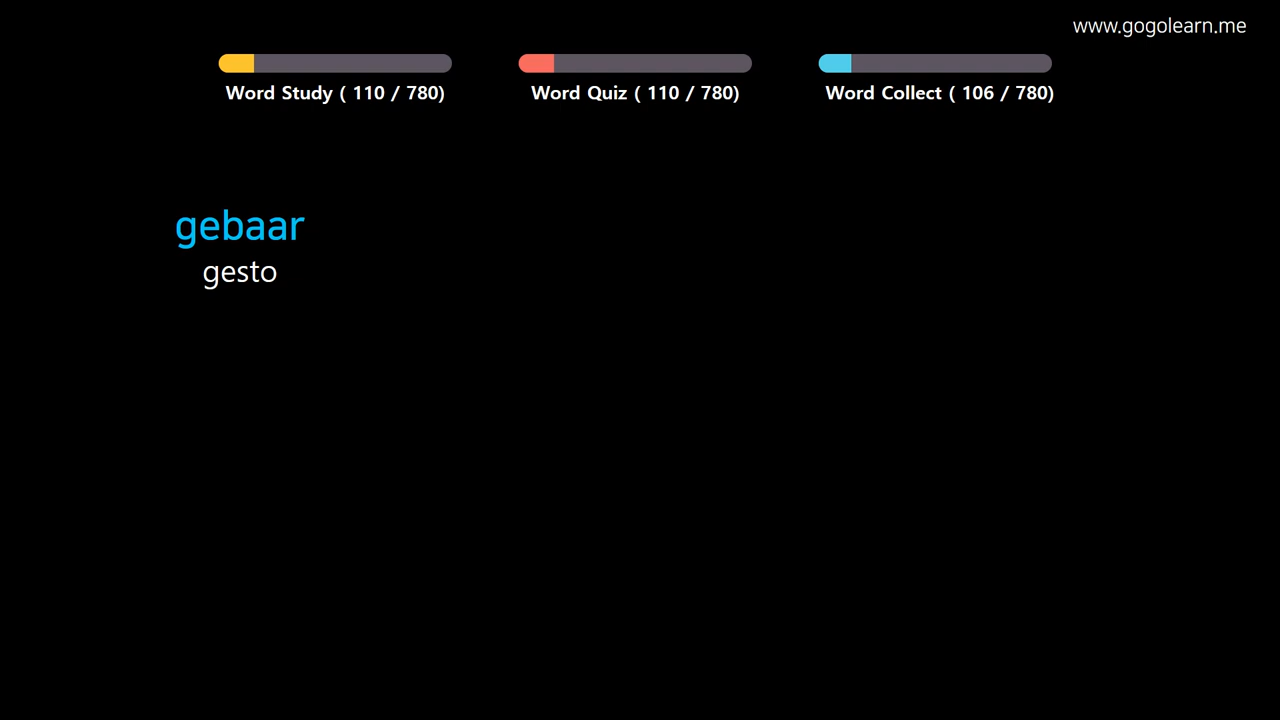 www.gogolearn.me
Word Study ( 110 / 780)
Word Quiz ( 110 / 780)
Word Collect ( 106 / 780)
gebaar
gesto